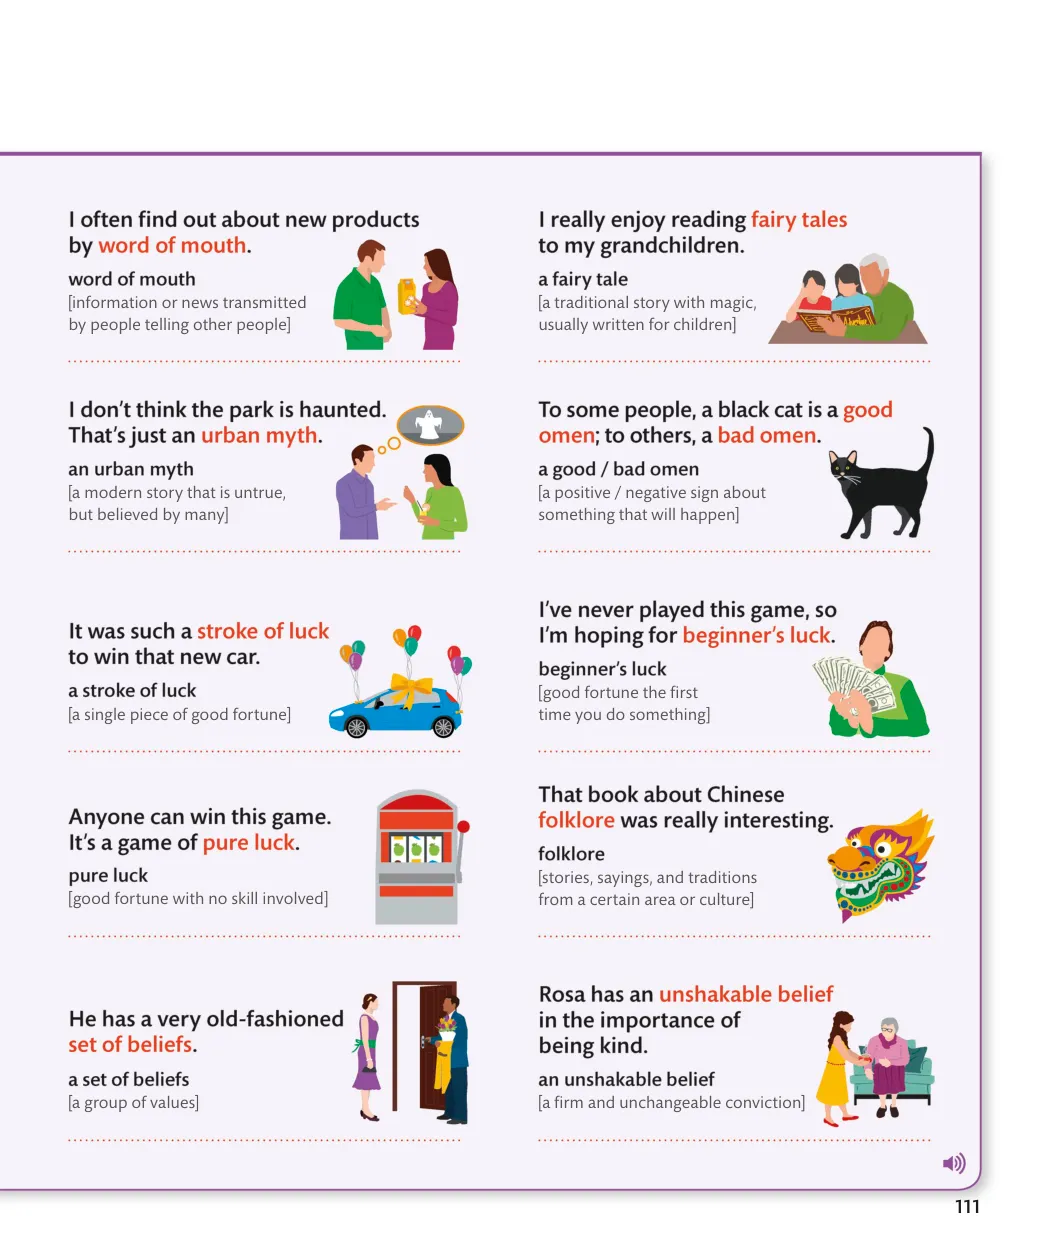 I often find out about new products
by word of mouth.
word of mouth
[information or news transmitted
by people telling other people]
I really enjoy reading fairy tales
to my grandchildren.
a fairy tale
[a traditional story with magic,
usually written for children]
I don't think the park is haunted.
That's just an urban myth.
an urban myth
[a modern story that is untrue,
but believed by many]
To some people, a black cat is a good
omen; to others, a bad omen.
a good / bad omen
[a positive / negative sign about
something that will happen]
It was such a stroke of luck
to win that new car.
a stroke of luck
[a single piece of good fortune]
I've never played this game, so
I'm hoping for beginner's luck.
beginner's luck
[good fortune the first
time you do something]
Anyone can win this game.
It's a game of pure luck.
pure luck
[good fortune with no skill involved]
That book about Chinese
folklore was really interesting.
folklore
[stories, sayings, and traditions
from a certain area or culture]
He has a very old-fashioned
set of beliefs.
a set of beliefs
[a group of values]
Rosa has an unshakable belief
in the importance of
being kind.
an unshakable belief
[a firm and unchangeable conviction]
111